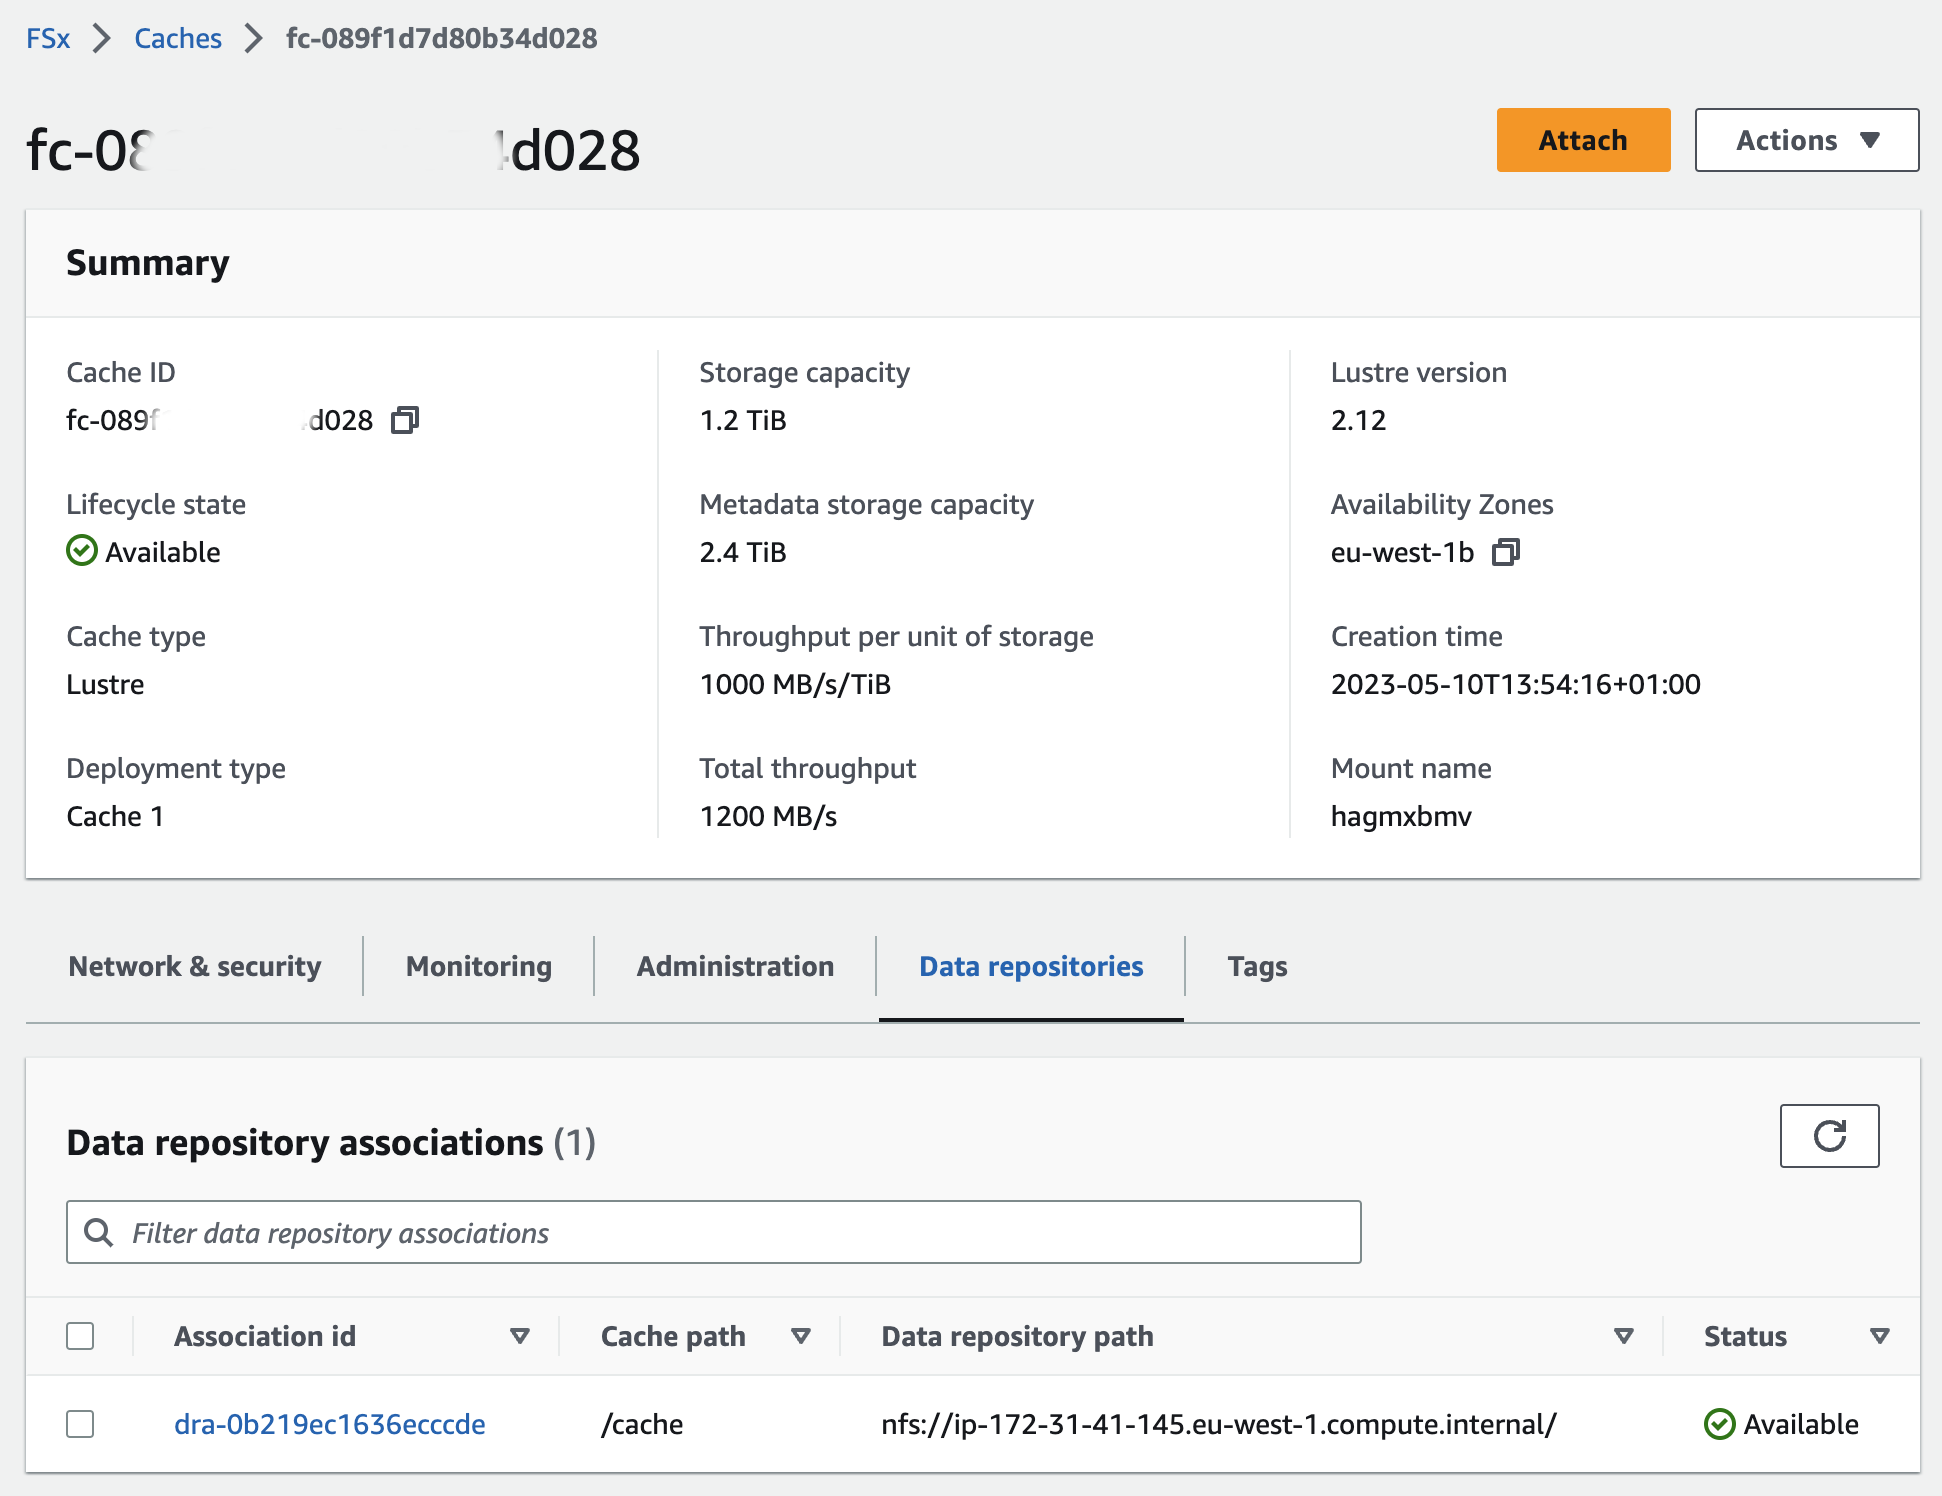 FSx > Caches > fc-089f1d7d80b34d028
fc-08 4d028
Attach
Actions
Summary
Cache ID
fc-089f d028
Lifecycle state
Available
Cache type
Lustre
Deployment type
Cache 1
Storage capacity
1.2 TiB
Metadata storage capacity
2.4 TiB
Throughput per unit of storage
1000 MB/s/TiB
Total throughput
1200 MB/s
Lustre version
2.12
Availability Zones
eu-west-1b
Creation time
2023-05-10T13:54:16+01:00
Mount name
hagmxbmv
Network & security
Monitoring
Administration
Data repositories
Tags
Data repository associations (1)
Filter data repository associations
Association id Cache path Data repository path Status
dra-0b219ec1636ecccde /cache nfs://ip-172-31-41-145.eu-west-1.compute.internal/ Available